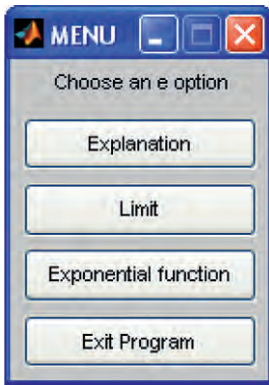 MENU
Choose an e option
Explanation
Limit
Exponential function
Exit Program